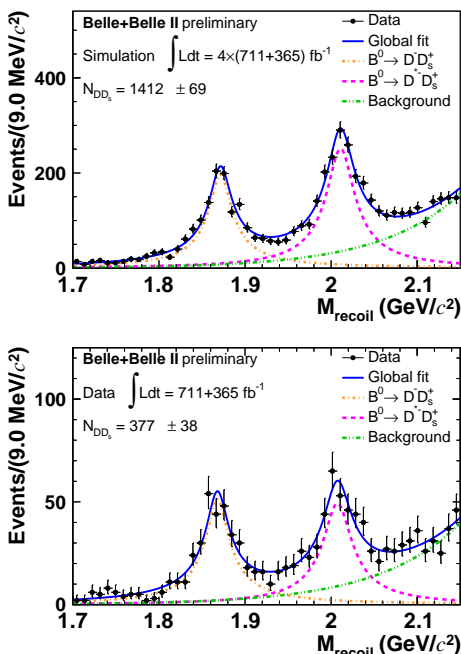 Belle+Belle II preliminary
Simulation ∫Ldt = 4×(711+365) fb⁻¹
N_DDs = 1412 ± 69
Data
Global fit
B⁰→ D⁻D_s⁺
B⁰→ D*⁻D_s⁺
Background
Events/(9.0 MeV/c²)
400
200
0
1.7 1.8 1.9 2 2.1
M_recoil (GeV/c²)
Belle+Belle II preliminary
Data ∫Ldt = 711+365 fb⁻¹
N_DDs = 377 ± 38
Data
Global fit
B⁰→ D⁻D_s⁺
B⁰→ D*⁻D_s⁺
Background
Events/(9.0 MeV/c²)
100
50
0
1.7 1.8 1.9 2 2.1
M_recoil (GeV/c²)